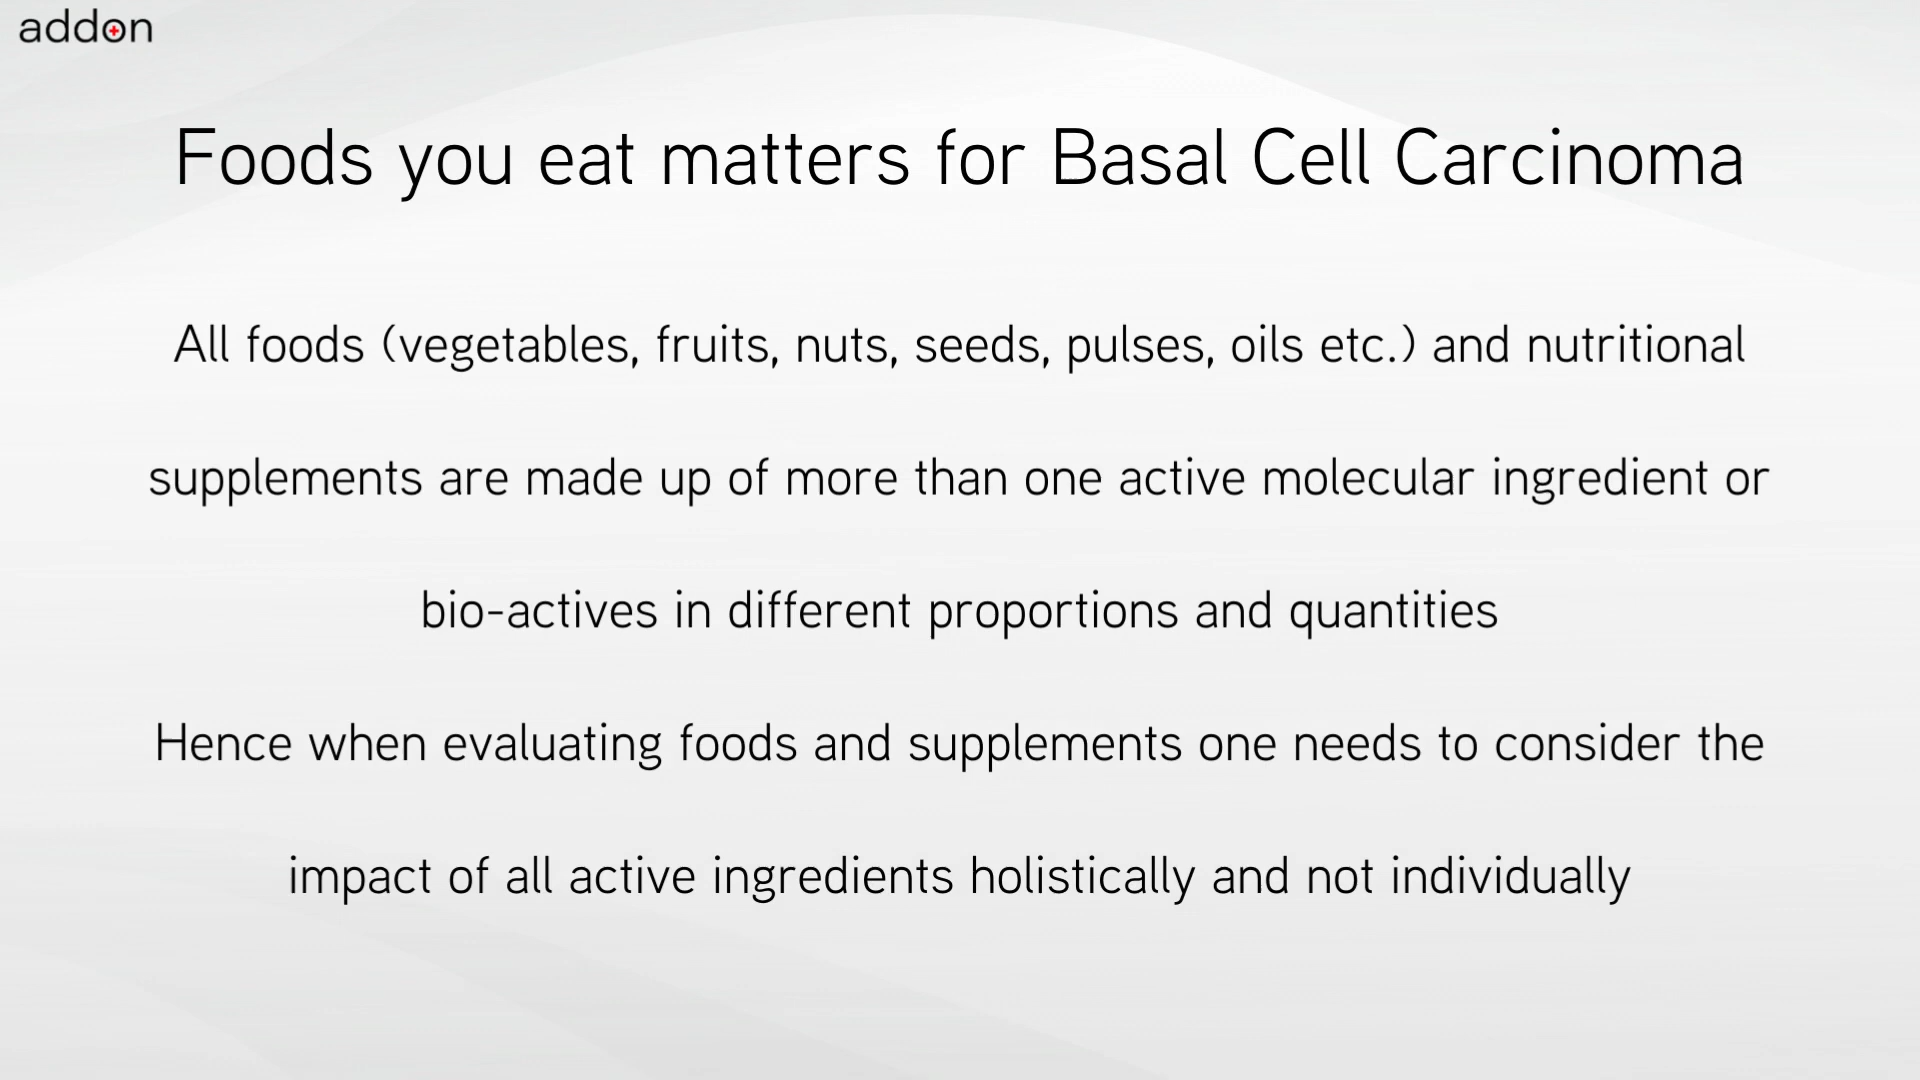 addon
Foods you eat matters for Basal Cell Carcinoma
All foods (vegetables, fruits, nuts, seeds, pulses, oils etc.) and nutritional
supplements are made up of more than one active molecular ingredient or
bio-actives in different proportions and quantities
Hence when evaluating foods and supplements one needs to consider the
impact of all active ingredients holistically and not individually